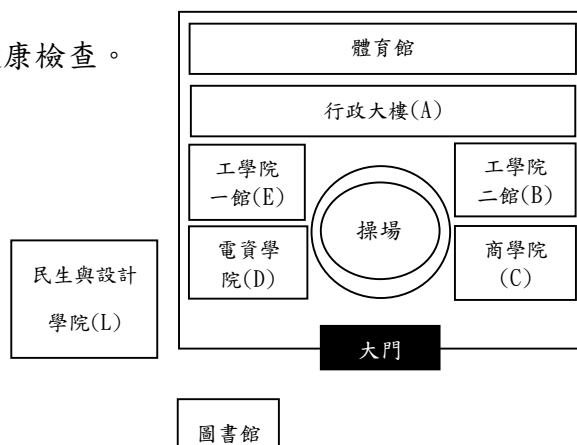 康檢查。
體育館
行政大樓(A)
工學院
一館(E)
工學院
二館(B)
操場
電資學
院(D)
商學院
(C)
民生與設計
學院(L)
大門
圖書館